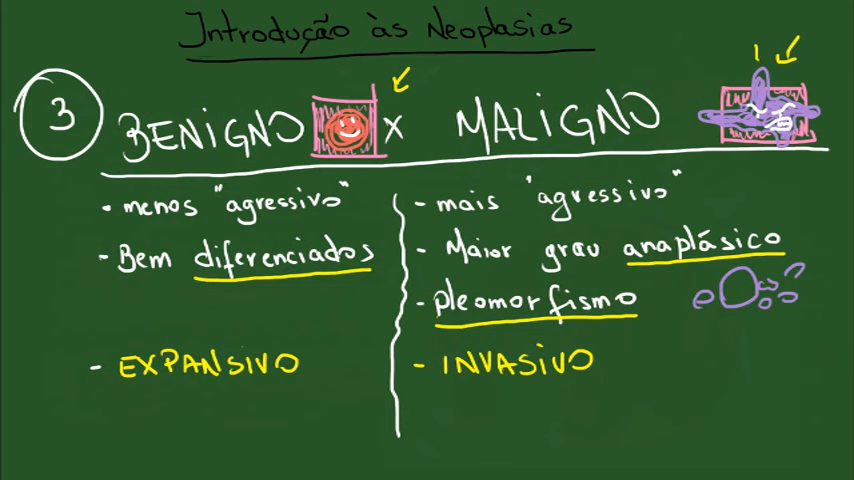 Introdução às Neoplasias
3 BENIGNO x MALIGNO
- menos "agressivo"
- Bem diferenciados
- EXPANSIVO
- mais "agressivo"
- Maior grau anaplásico
- pleomorfismo
- INVASIVO